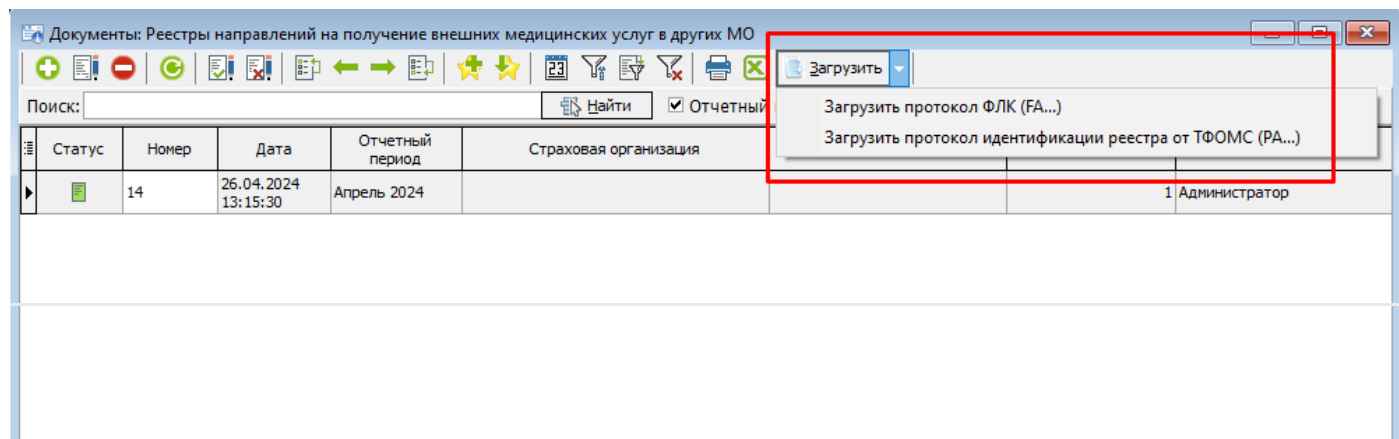 Документы: Реестры направлений на получение внешних медицинских услуг в других МО
23 Загрузить
Поиск: Найти Отчетный
Загрузить протокол ФЛК (FA...)
Загрузить протокол идентификации реестра от ТФОМС (PA...)
Статус Номер Дата Отчетный период Страховая организация
14 26.04.2024 13:15:30 Апрель 2024 1 Администратор